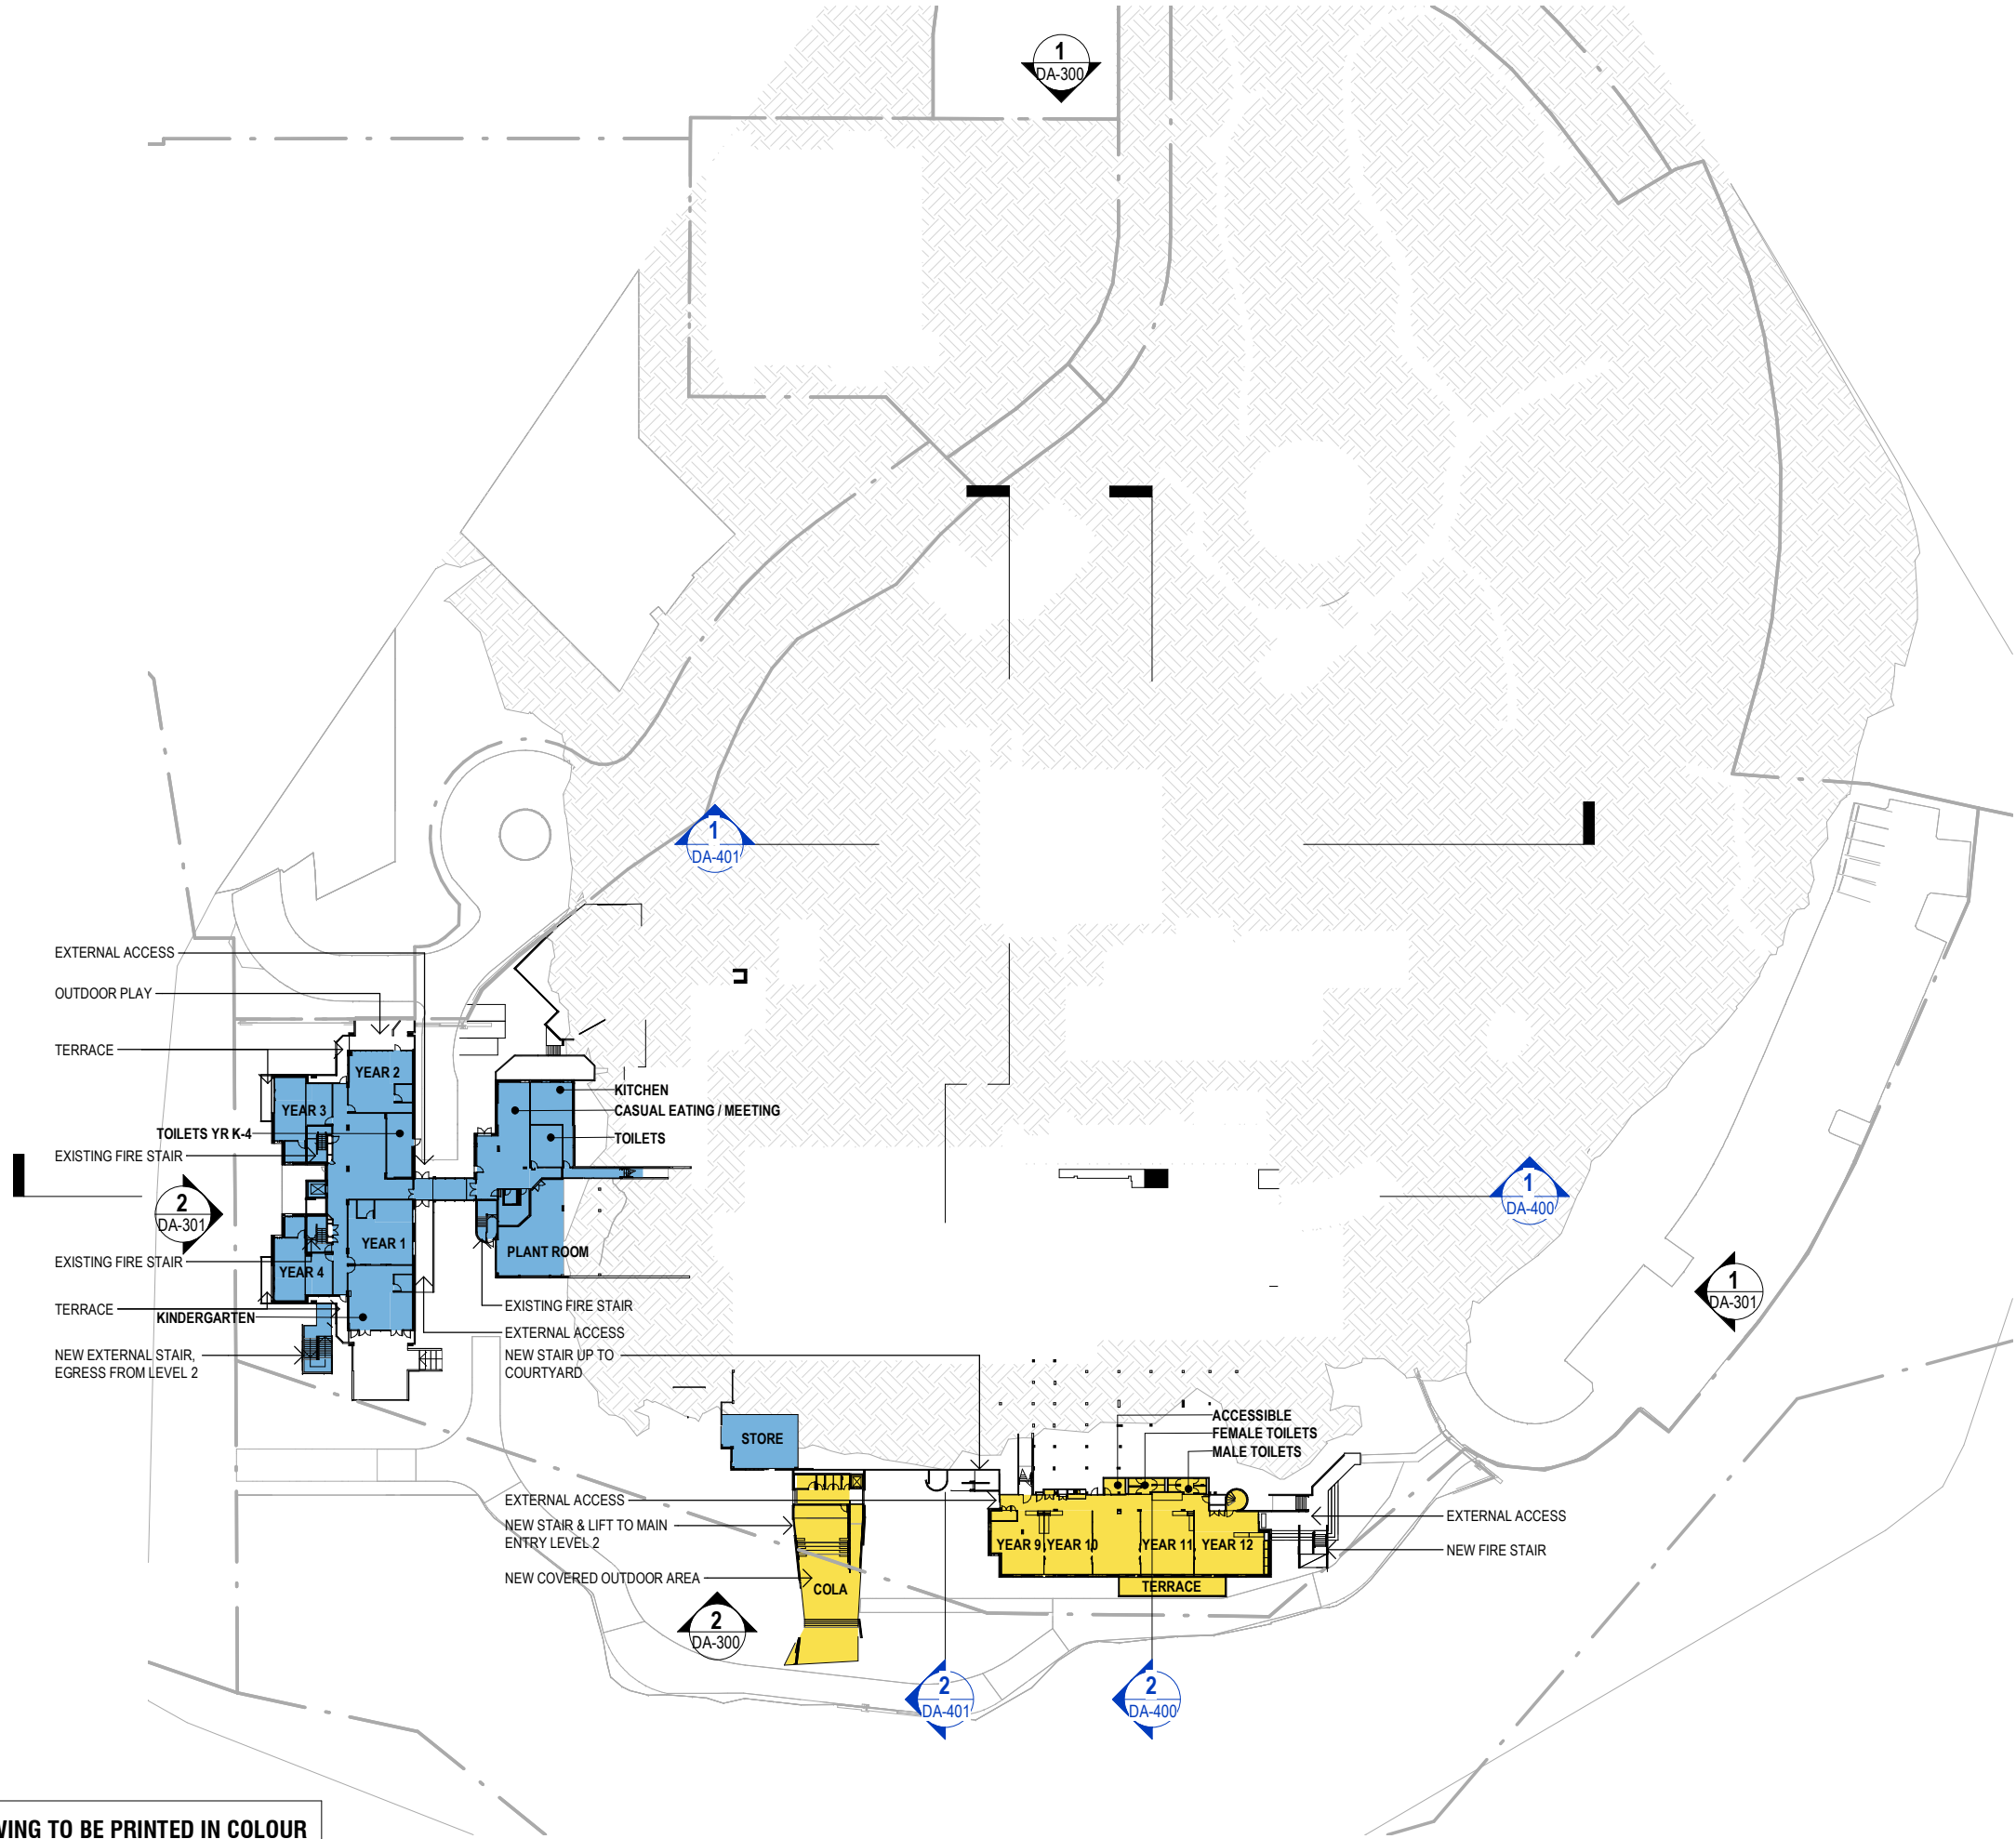 1
DA-300
1
DA-401
EXTERNAL ACCESS
OUTDOOR PLAY
TERRACE
YEAR 2
YEAR 3
TOILETS YR K-4
EXISTING FIRE STAIR
2
DA-301
YEAR 1
EXISTING FIRE STAIR
YEAR 4
TERRACE
KINDERGARTEN
NEW EXTERNAL STAIR,
EGRESS FROM LEVEL 2
KITCHEN
CASUAL EATING / MEETING
TOILETS
PLANT ROOM
EXISTING FIRE STAIR
EXTERNAL ACCESS
NEW STAIR UP TO
COURTYARD
1
DA-400
1
DA-301
STORE
ACCESSIBLE
FEMALE TOILETS
MALE TOILETS
EXTERNAL ACCESS
NEW STAIR & LIFT TO MAIN
ENTRY LEVEL 2
NEW COVERED OUTDOOR AREA
COLA
YEAR 9
YEAR 10
YEAR 11
YEAR 12
TERRACE
EXTERNAL ACCESS
NEW FIRE STAIR
2
DA-300
2
DA-401
2
DA-400
TO BE PRINTED IN COLOUR